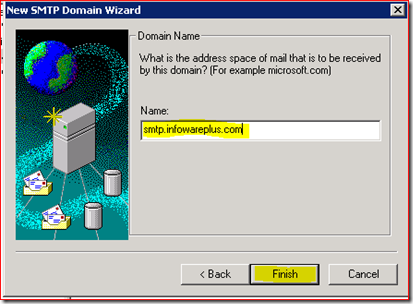 New SMTP Domain Wizard
Domain Name
What is the address space of mail that is to be received
by this domain? (For example microsoft.com)
Name:
smtp.infowareplus.com
< Back
Finish
Cancel